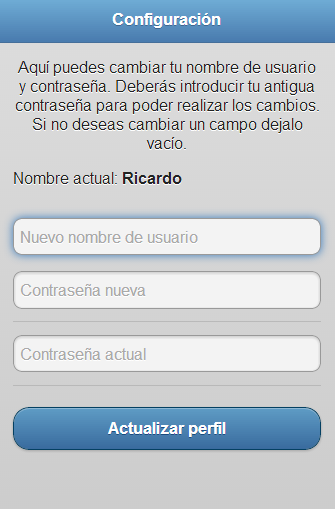 Configuración
Aquí puedes cambiar tu nombre de usuario
y contraseña. Deberás introducir tu antigua
contraseña para poder realizar los cambios.
Si no deseas cambiar un campo dejalo
vacío.
Nombre actual: Ricardo
Nuevo nombre de usuario
Contraseña nueva
Contraseña actual
Actualizar perfil